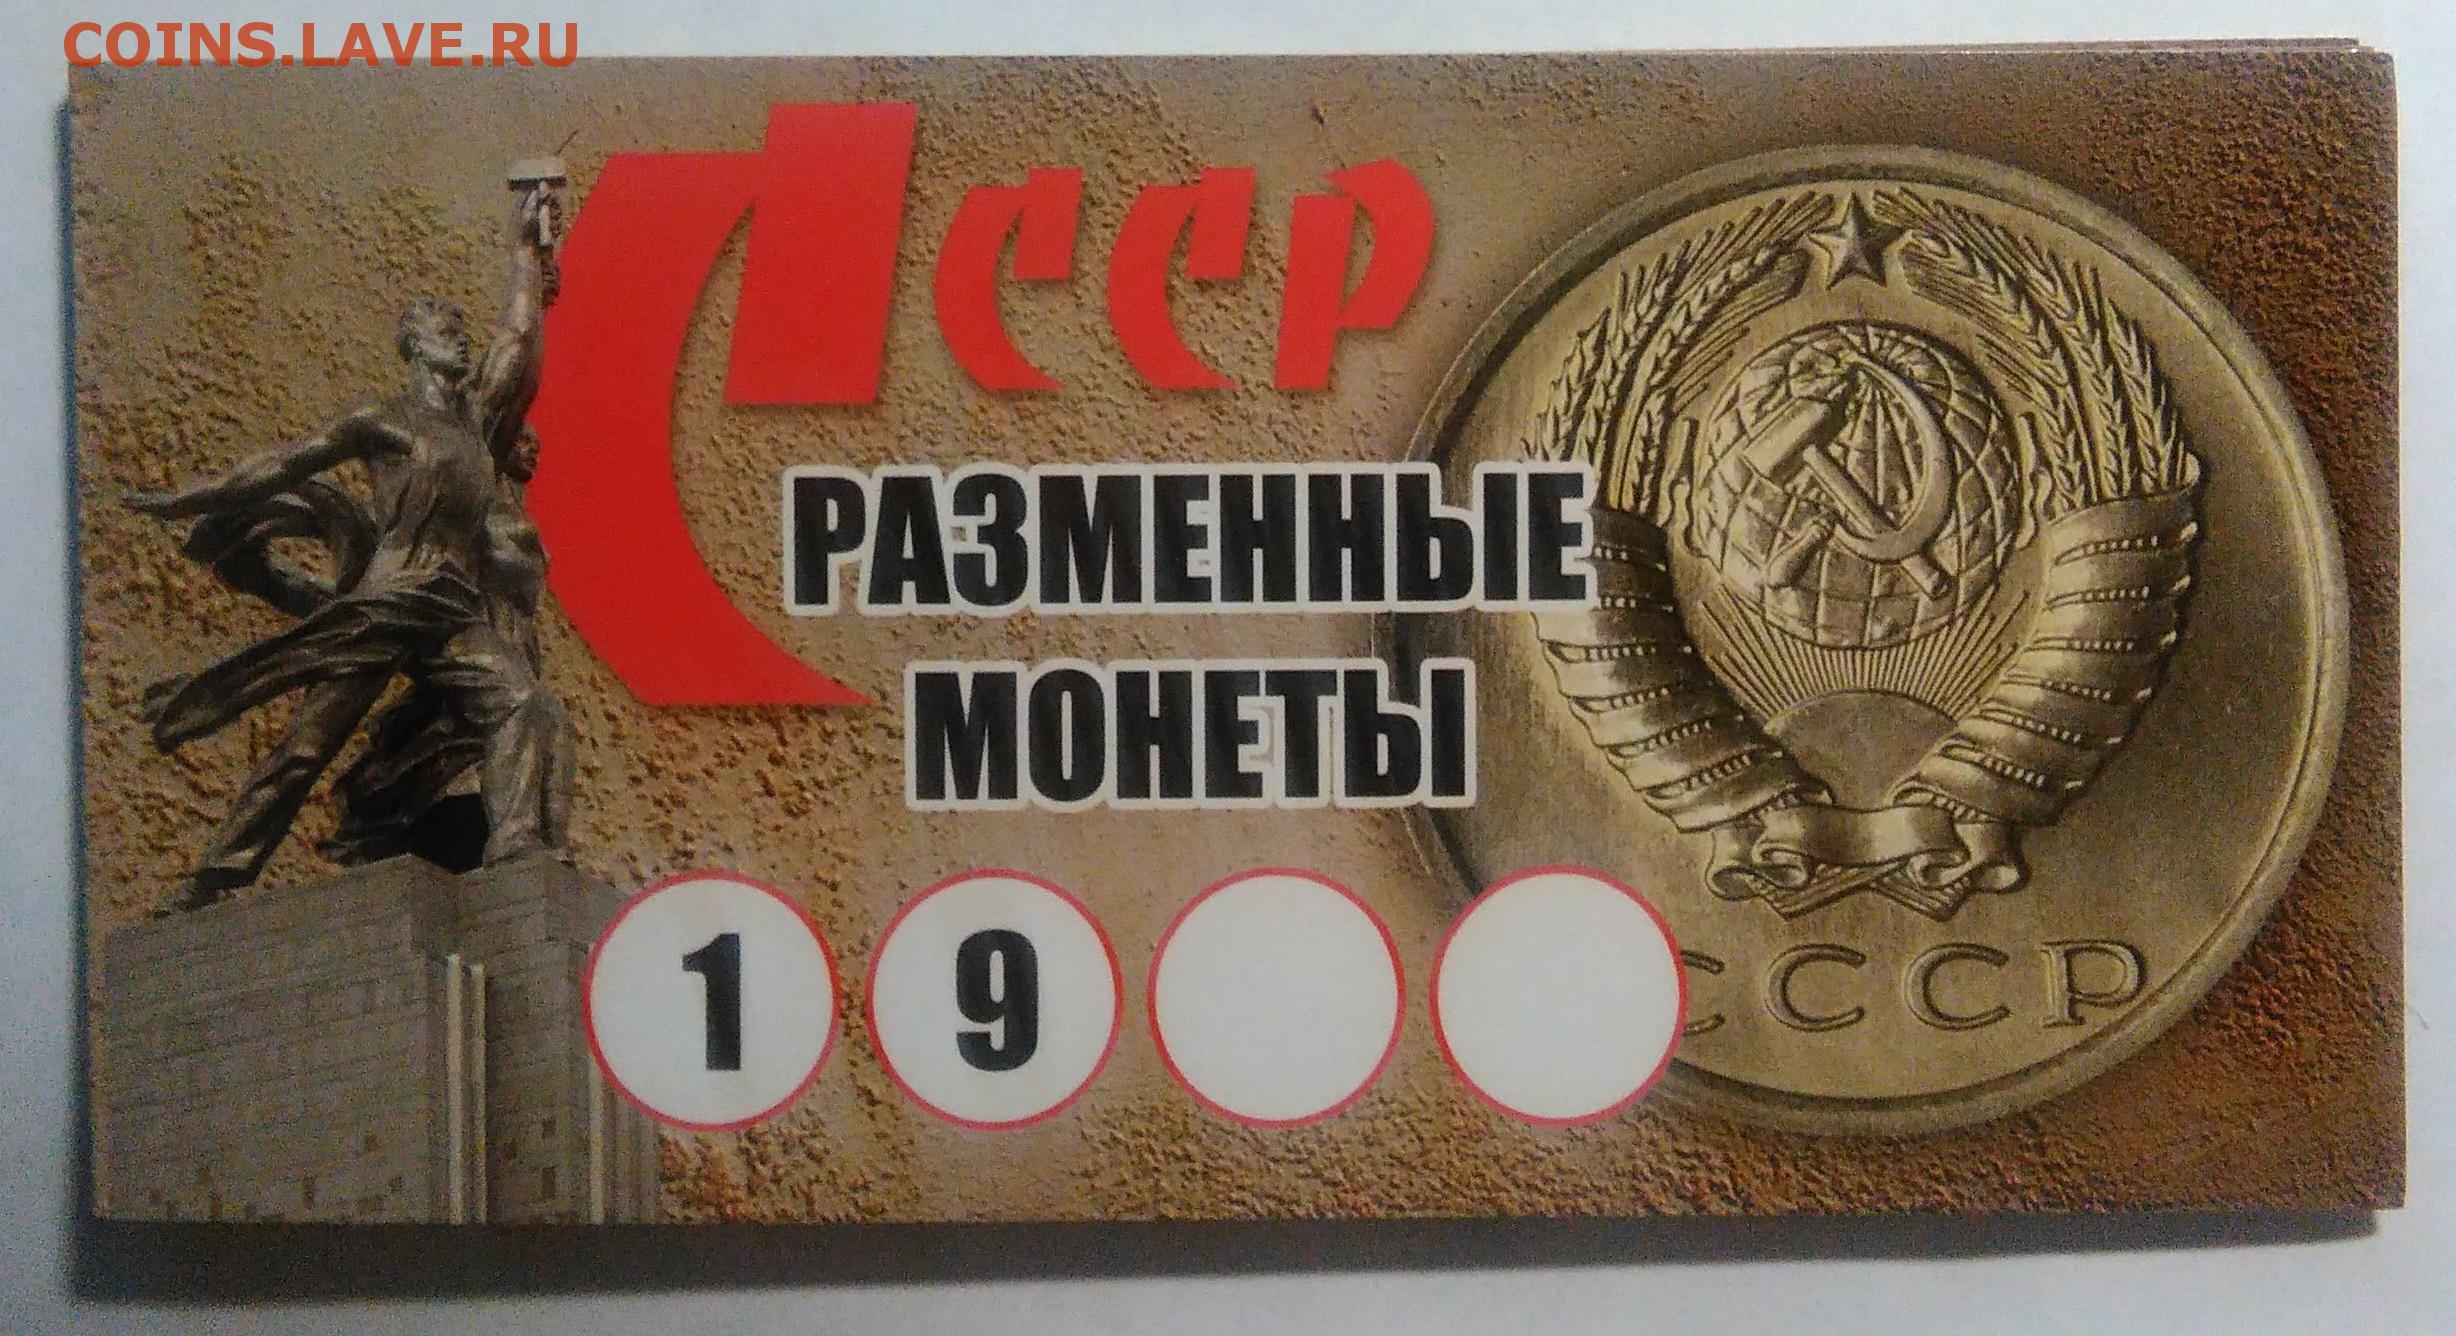 COINS.LAVE.RU
СССР
РАЗМЕННЫЕ
МОНЕТЫ
1 9
СССР